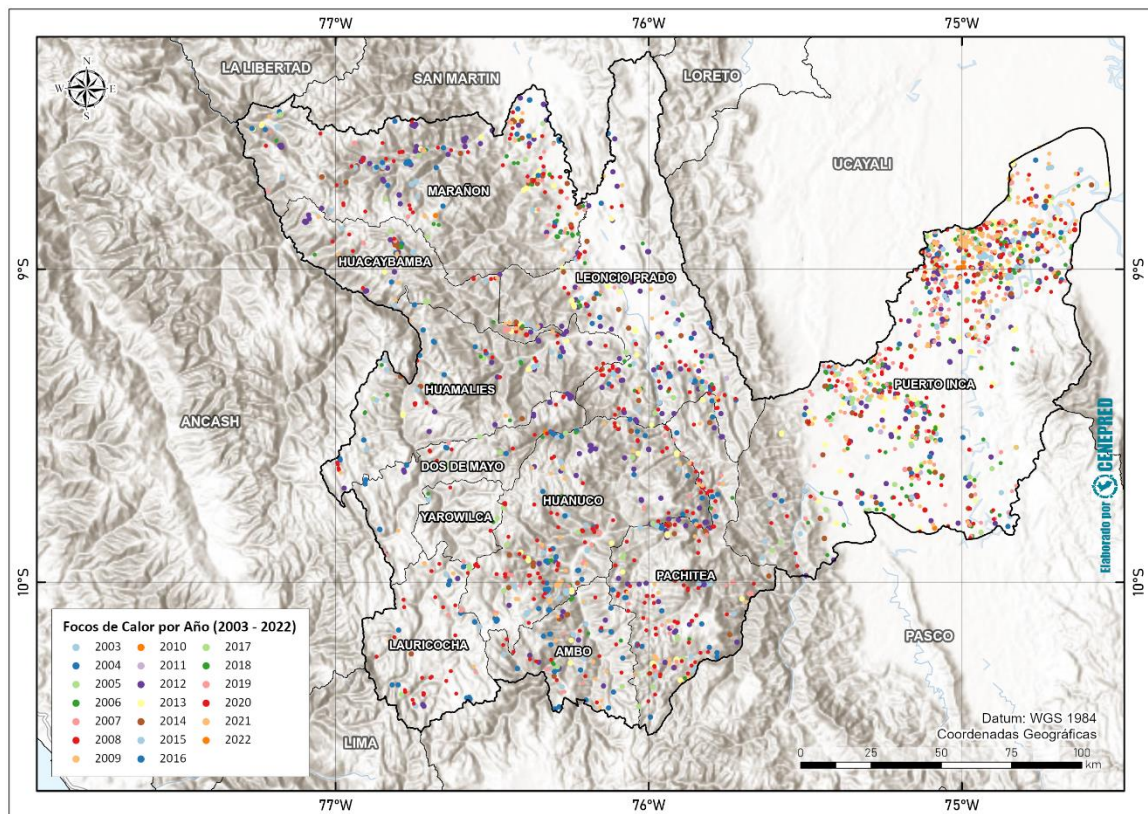 77°W 76°W 75°W
LA LIBERTAD
SAN MARTIN
LORETO
N
W E
S
UCAYALI
MARAÑON
HUACAYBAMBA
9°S 9°S
LEONCIO PRADO
PUERTO INCA
HUAMALIES
ANCASH
DOS DE MAYO
HUANUCO
YAROWILCA
Elaborado por CENEPRED
10°S 10°S
PACHITEA
PASCO
LAURICOCHA
AMBO
LIMA
Focos de Calor por Año (2003 - 2022)
2003 2010 2017
2004 2011 2018
2005 2012 2019
2006 2013 2020
2007 2014 2021
2008 2015 2022
2009 2016
Datum: WGS 1984
Coordenadas Geográficas
0 25 50 75 100
km
77°W 76°W 75°W